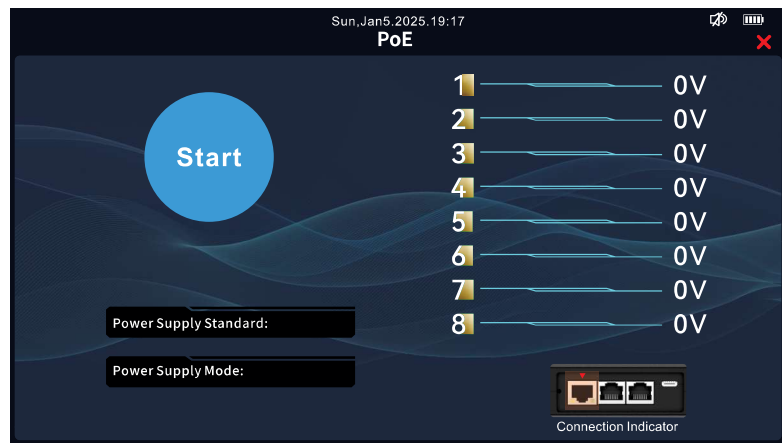 Sun,Jan5.2025.19:17
PoE
Start
1 0V
2 0V
3 0V
4 0V
5 0V
6 0V
7 0V
8 0V
Power Supply Standard:
Power Supply Mode:
Connection Indicator